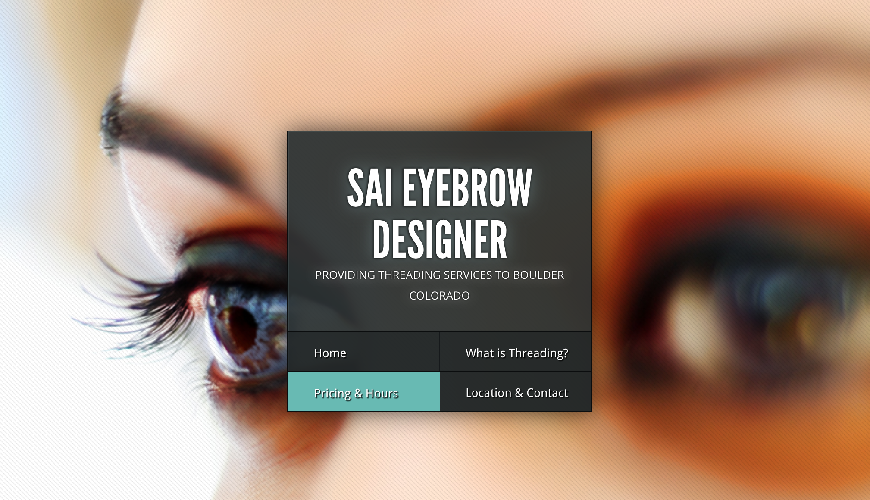 SAI EYEBROW
DESIGNER
PROVIDING THREADING SERVICES TO BOULDER
COLORADO
Home
What is Threading?
Pricing & Hours
Location & Contact